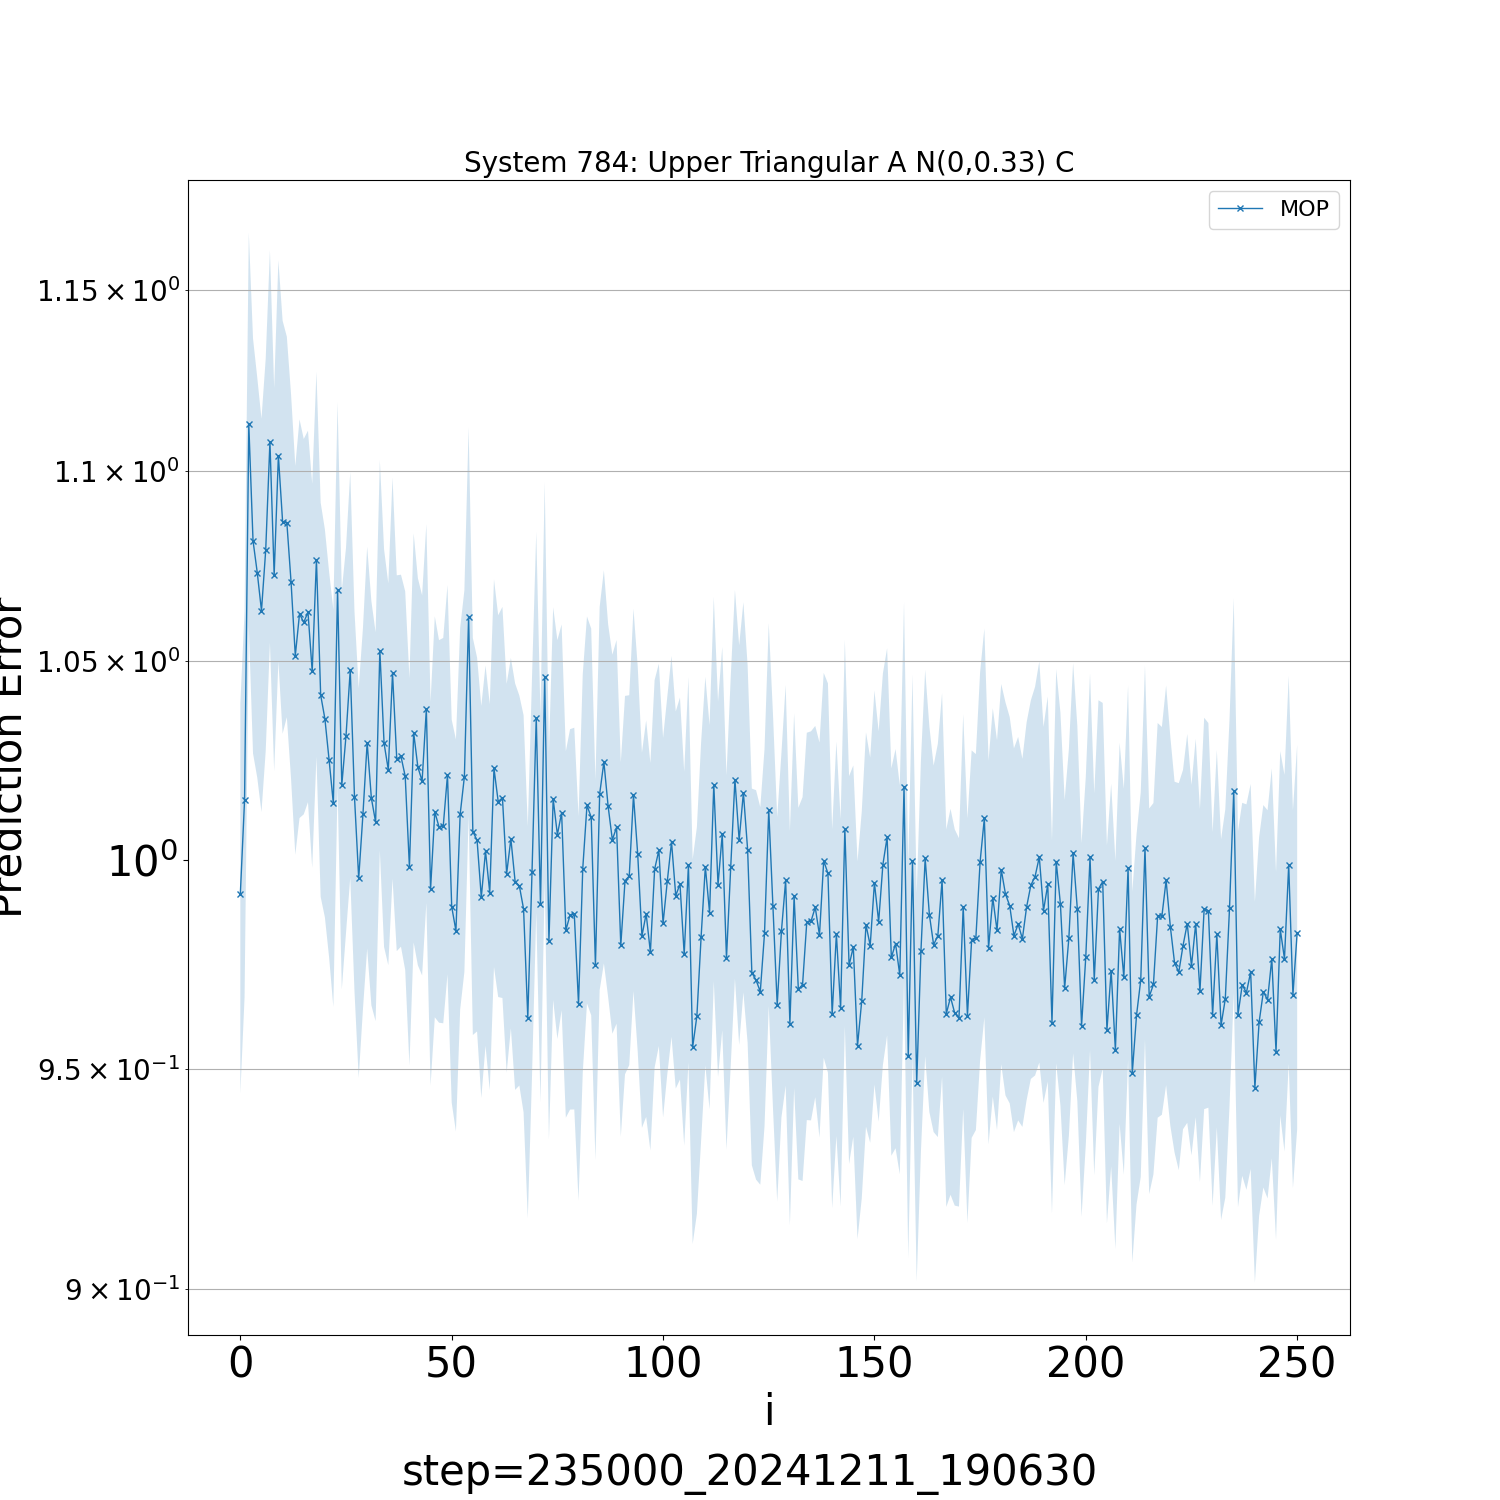 System 784: Upper Triangular A N(0,0.33) C
MOP
1.15 × 10⁰
1.1 × 10⁰
1.05 × 10⁰
10⁰
9.5 × 10⁻¹
9 × 10⁻¹
Prediction Error
0 50 100 150 200 250
i
step=235000_20241211_190630